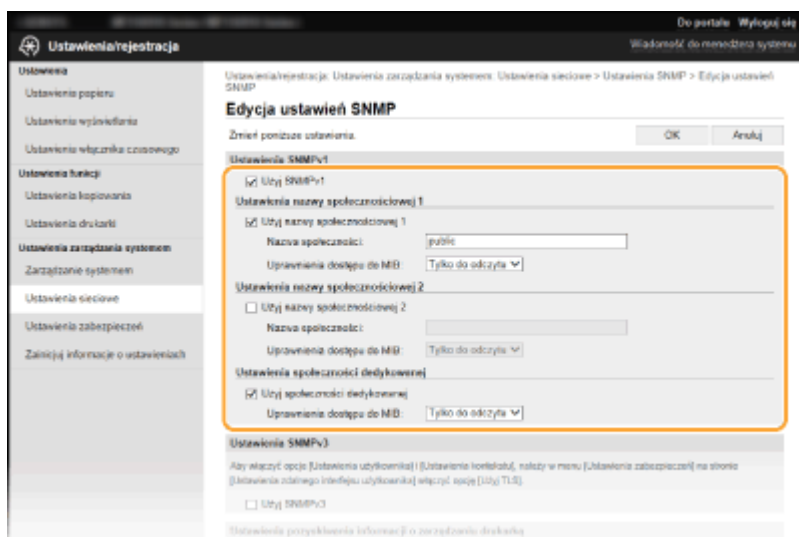 Do portalu Wyloguj się
Ustawienia/rejestracja
Wiadomość do menedżera systemu
Ustawienia
Ustawienia papieru
Ustawienia wyświetlania
Ustawienia włącznika czasowego
Ustawienia funkcji
Ustawienia kopiowania
Ustawienia drukarki
Ustawienia zarządzania systemem
Zarządzanie systemem
Ustawienia sieciowe
Ustawienia zabezpieczeń
Zainicjuj informacje o ustawieniach
Ustawienia/rejestracja: Ustawienia zarządzania systemem: Ustawienia sieciowe > Ustawienia SNMP > Edycja ustawień
SNMP
Edycja ustawień SNMP
Zmień poniższe ustawienia.
OK Anuluj
Ustawienia SNMPv1
Użyj SNMPv1
Ustawienia nazwy społecznościowej 1
Użyj nazwy społecznościowej 1
Nazwa społeczności: public
Uprawnienia dostępu do MIB: Tylko do odczytu
Ustawienia nazwy społecznościowej 2
Użyj nazwy społecznościowej 2
Nazwa społeczności:
Uprawnienia dostępu do MIB: Tylko do odczytu
Ustawienia społeczności dedykowanej
Użyj społeczności dedykowanej
Uprawnienia dostępu do MIB: Tylko do odczytu
Ustawienia SNMPv3
Aby włączyć opcje [Ustawienia użytkownika] i [Ustawienia kontekstu], należy w menu [Ustawienia zabezpieczeń] na stronie
[Ustawienia zdalnego interfejsu użytkownika] włączyć opcję [Użyj TLS].
Użyj SNMPv3
Ustawienia pozyskiwania informacji o zarządzaniu drukarką